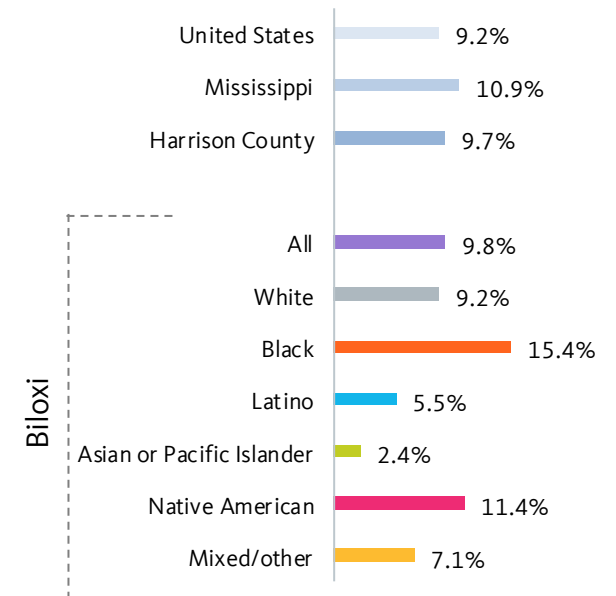 United States 9.2%
Mississippi 10.9%
Harrison County 9.7%
Biloxi
All 9.8%
White 9.2%
Black 15.4%
Latino 5.5%
Asian or Pacific Islander 2.4%
Native American 11.4%
Mixed/other 7.1%